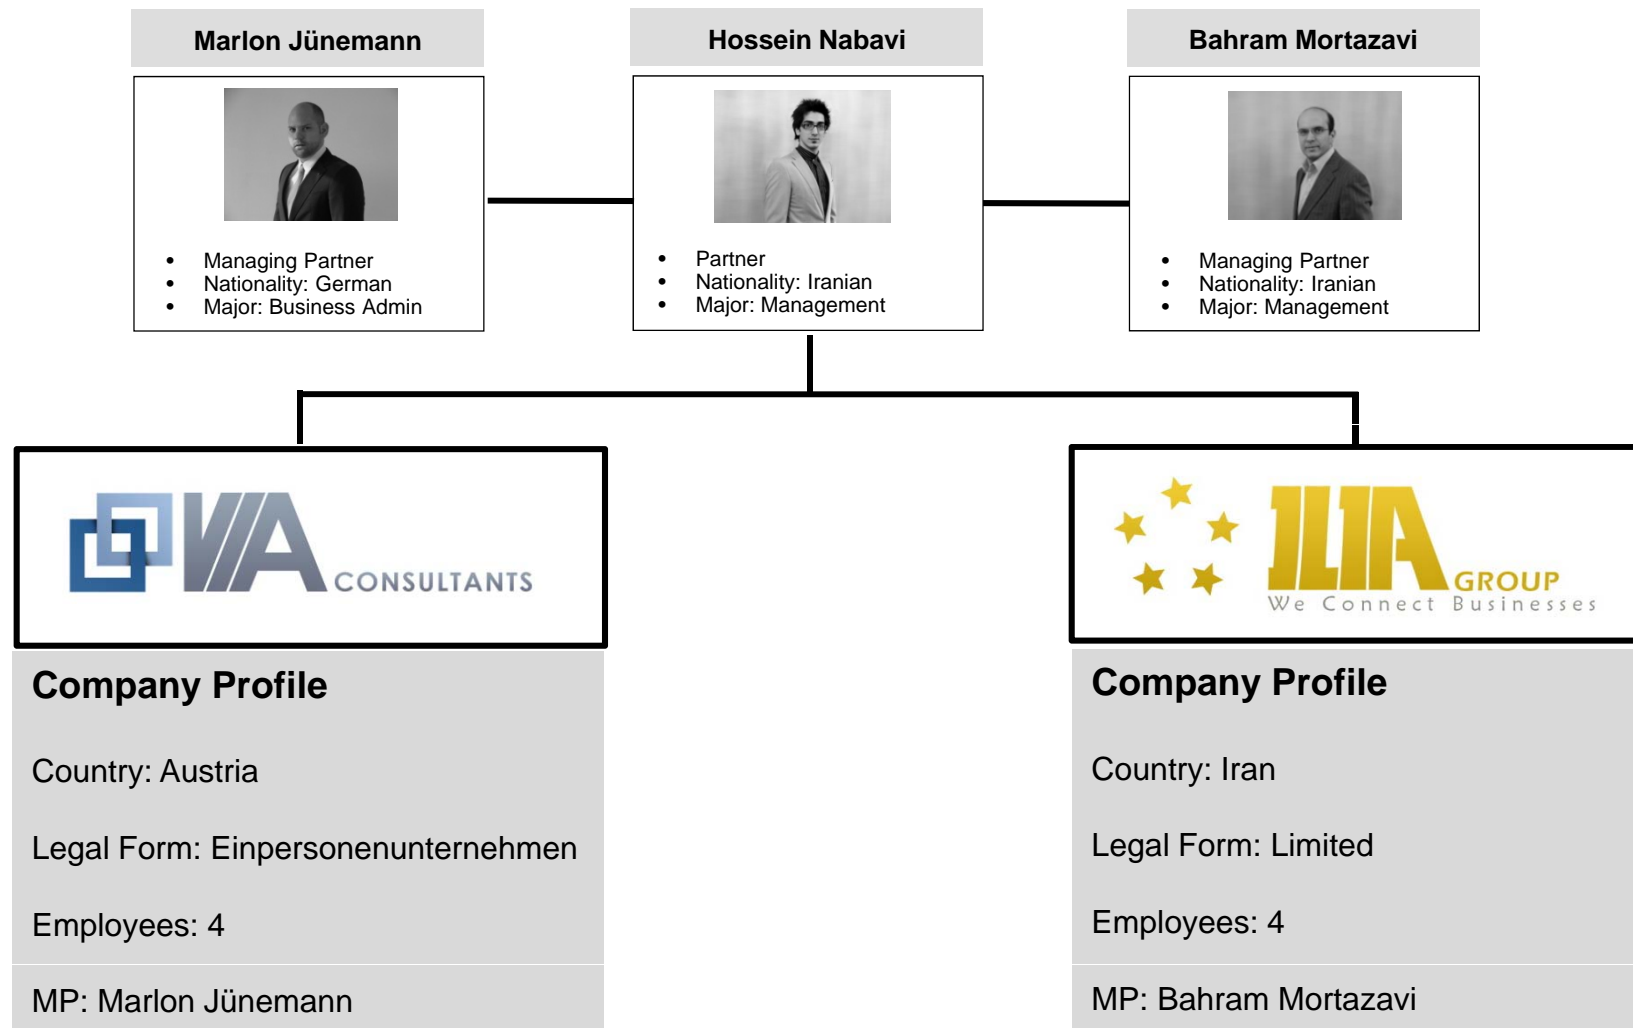 Marlon Jünemann
Hossein Nabavi
Bahram Mortazavi
• Managing Partner
• Nationality: German
• Major: Business Admin
• Partner
• Nationality: Iranian
• Major: Management
• Managing Partner
• Nationality: Iranian
• Major: Management
VIA CONSULTANTS
Company Profile
Country: Austria
Legal Form: Einpersonenunternehmen
Employees: 4
MP: Marlon Jünemann
ILIA GROUP
We Connect Businesses
Company Profile
Country: Iran
Legal Form: Limited
Employees: 4
MP: Bahram Mortazavi